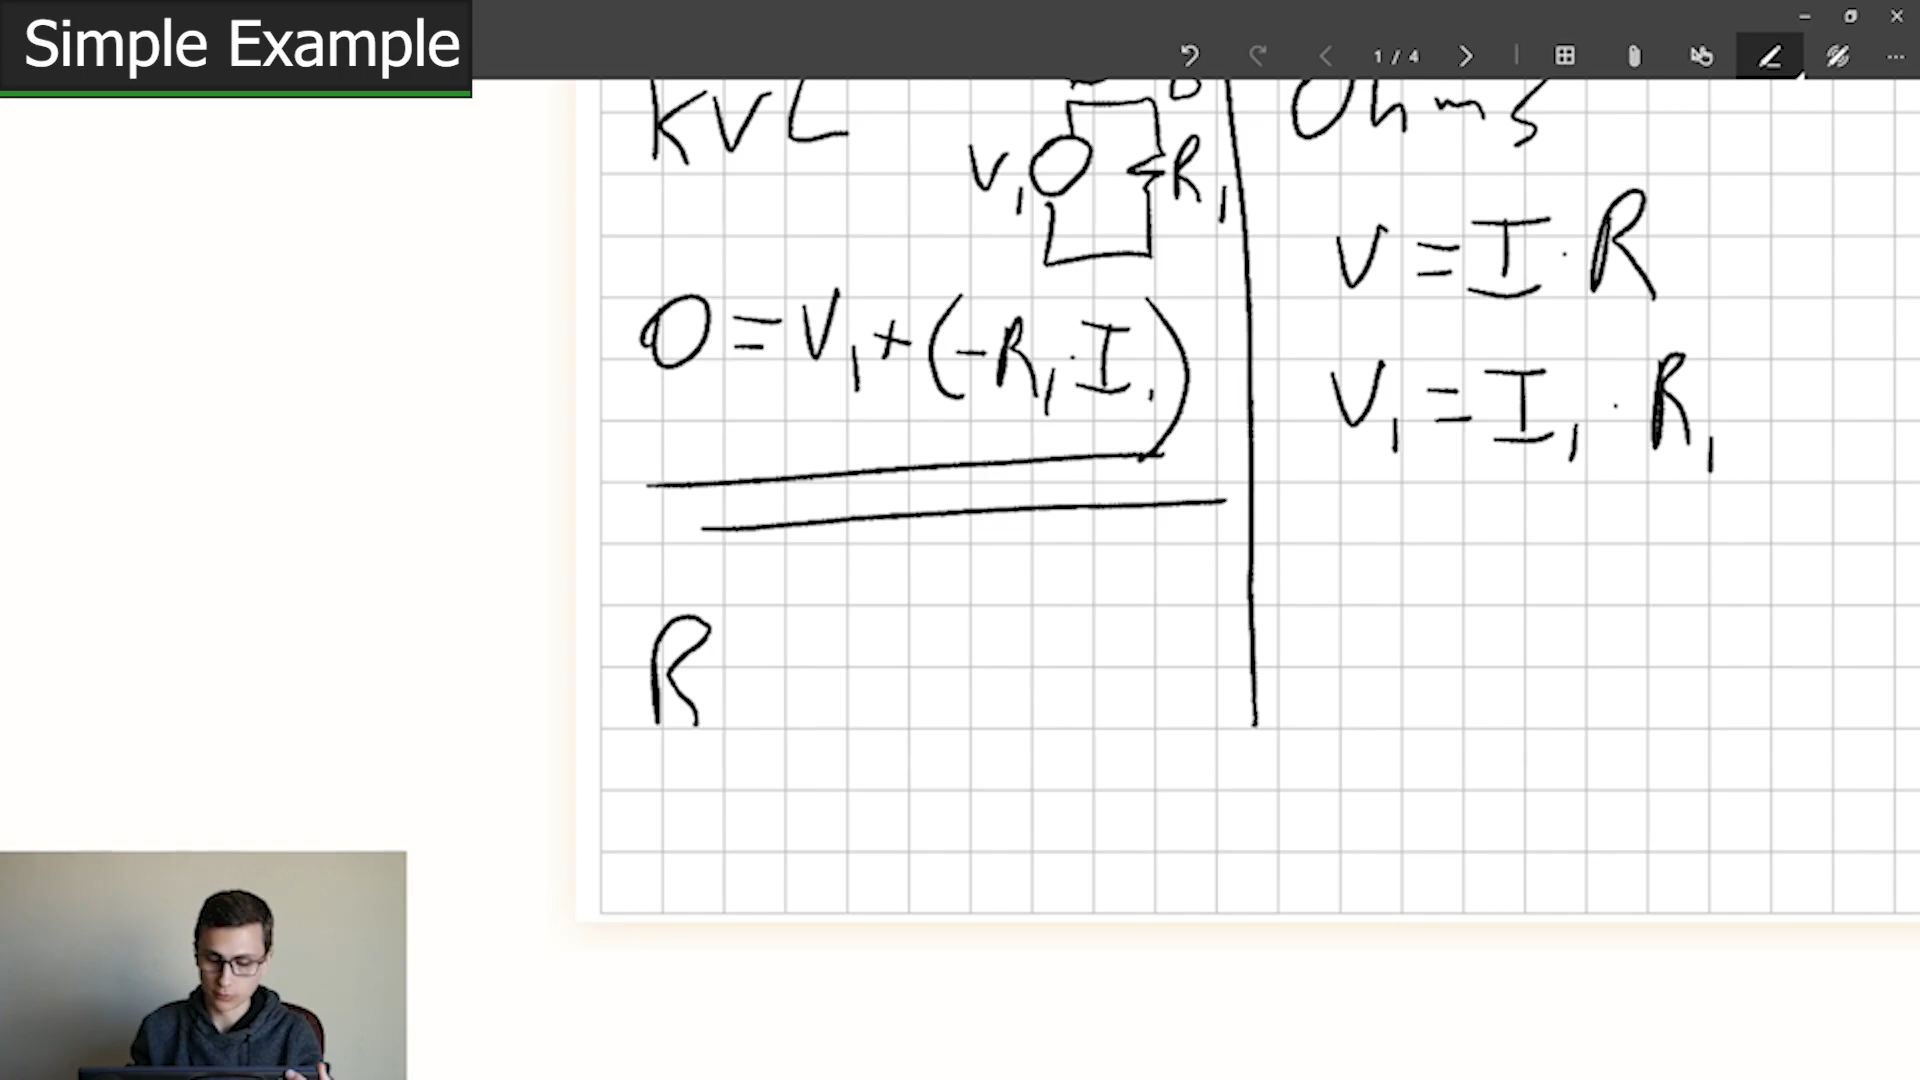 Simple Example
1 / 4
KVL
V1
R1
0 = V1 + (-R1 · I1)
R
Ohms
V = I · R
V1 = I1 · R1